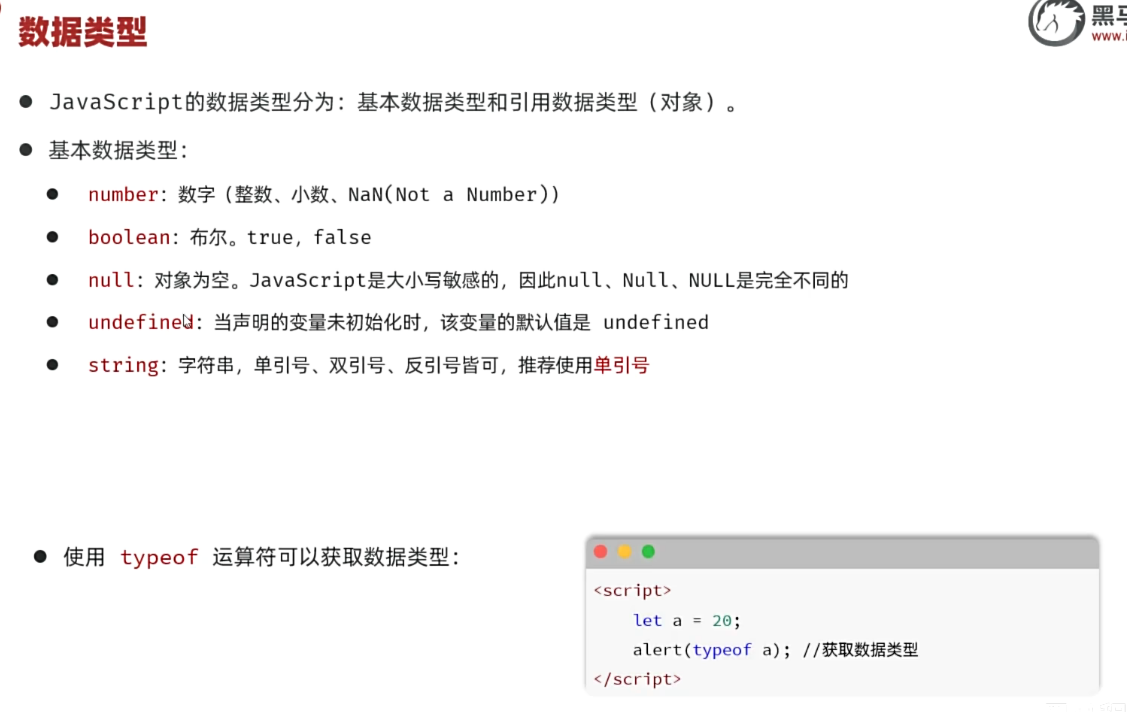 数据类型
黑马
www.i
JavaScript的数据类型分为：基本数据类型和引用数据类型（对象）。
基本数据类型：
number：数字（整数、小数、NaN(Not a Number)）
boolean：布尔。true，false
null：对象为空。JavaScript是大小写敏感的，因此null、Null、NULL是完全不同的
undefined：当声明的变量未初始化时，该变量的默认值是 undefined
string：字符串，单引号、双引号、反引号皆可，推荐使用单引号
使用 typeof 运算符可以获取数据类型：
<script>
let a = 20;
alert(typeof a); //获取数据类型
</script>